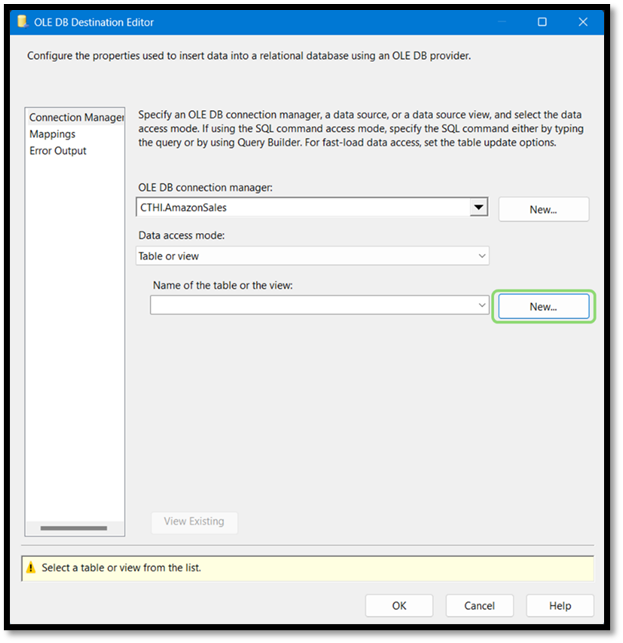 OLE DB Destination Editor
Configure the properties used to insert data into a relational database using an OLE DB provider.
Connection Manager
Mappings
Error Output
Specify an OLE DB connection manager, a data source, or a data source view, and select the data
access mode. If using the SQL command access mode, specify the SQL command either by typing
the query or by using Query Builder. For fast-load data access, set the table update options.
OLE DB connection manager:
CTHI.AmazonSales
New...
Data access mode:
Table or view
Name of the table or the view:
New...
View Existing
Select a table or view from the list.
OK
Cancel
Help